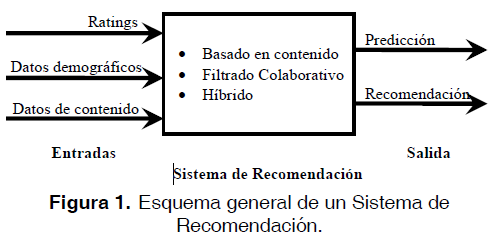 Ratings
Datos demográficos
Datos de contenido
• Basado en contenido
• Filtrado Colaborativo
• Híbrido
Predicción
Recomendación
Entradas
Sistema de Recomendación
Salida
Figura 1. Esquema general de un Sistema de
Recomendación.